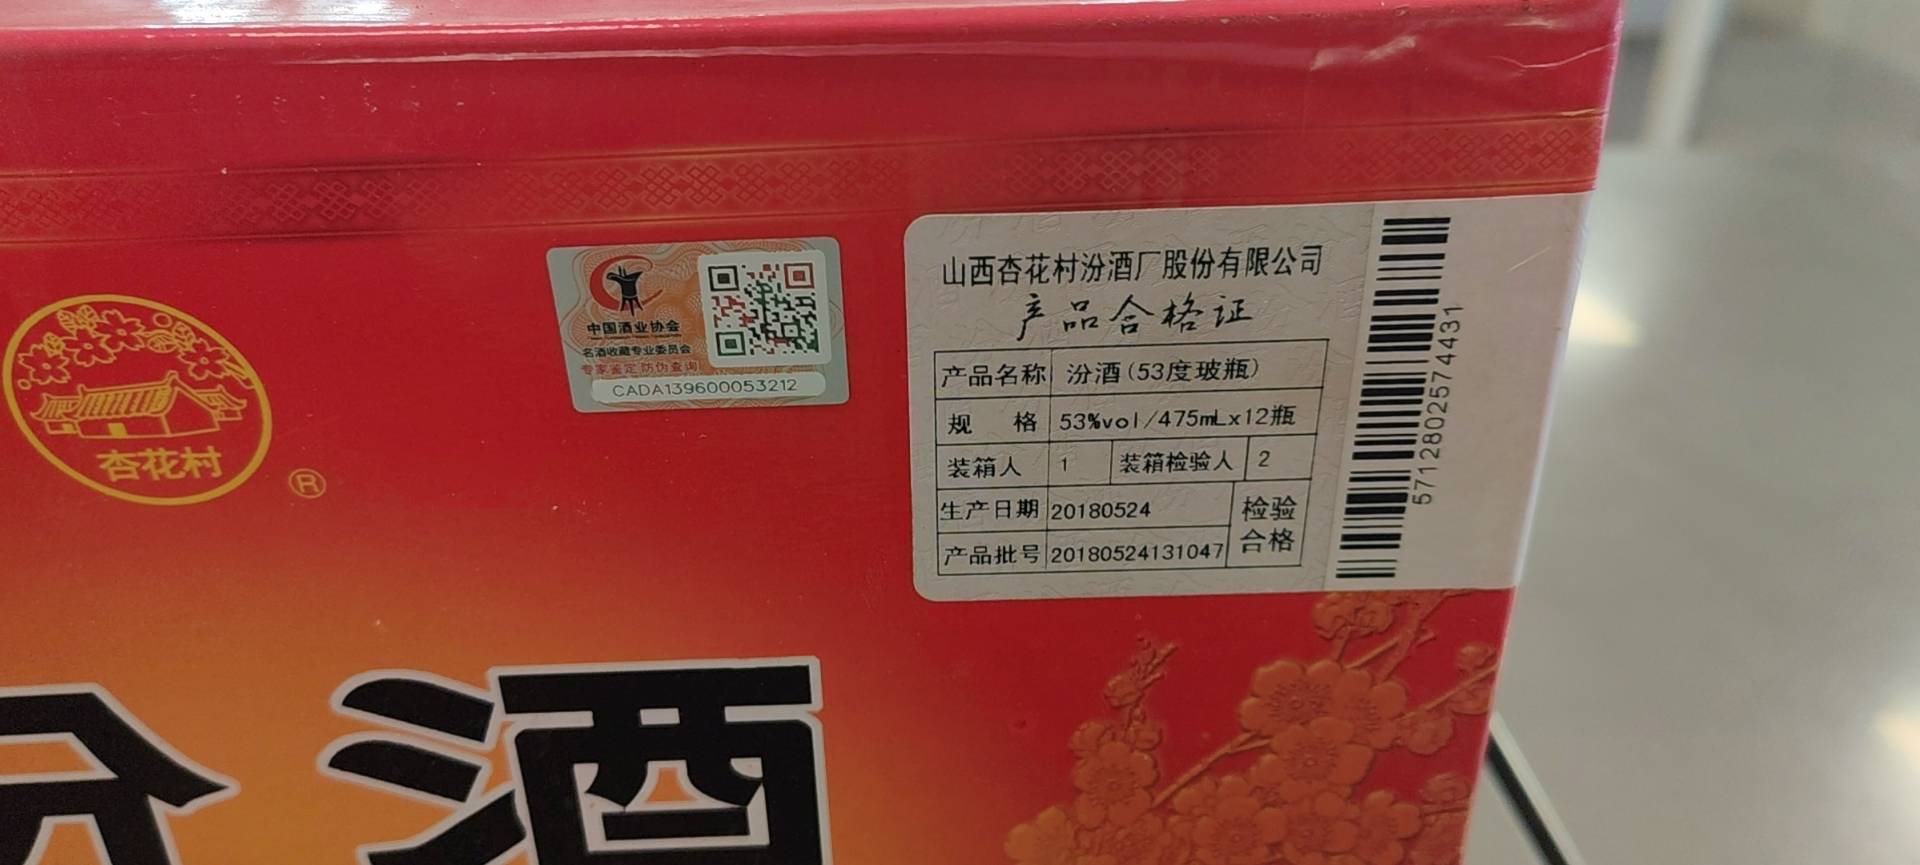 杏花村
®
中国酒业协会
名酒收藏专业委员会
专家鉴定 防伪查询
CADA139600053212
山西杏花村汾酒厂股份有限公司
产品合格证
产品名称 汾酒(53度玻瓶)
规 格 53%vol/475mLx12瓶
装箱人 1 装箱检验人 2
生产日期 20180524 检验
产品批号 20180524131047 合格
5712802574431
酒